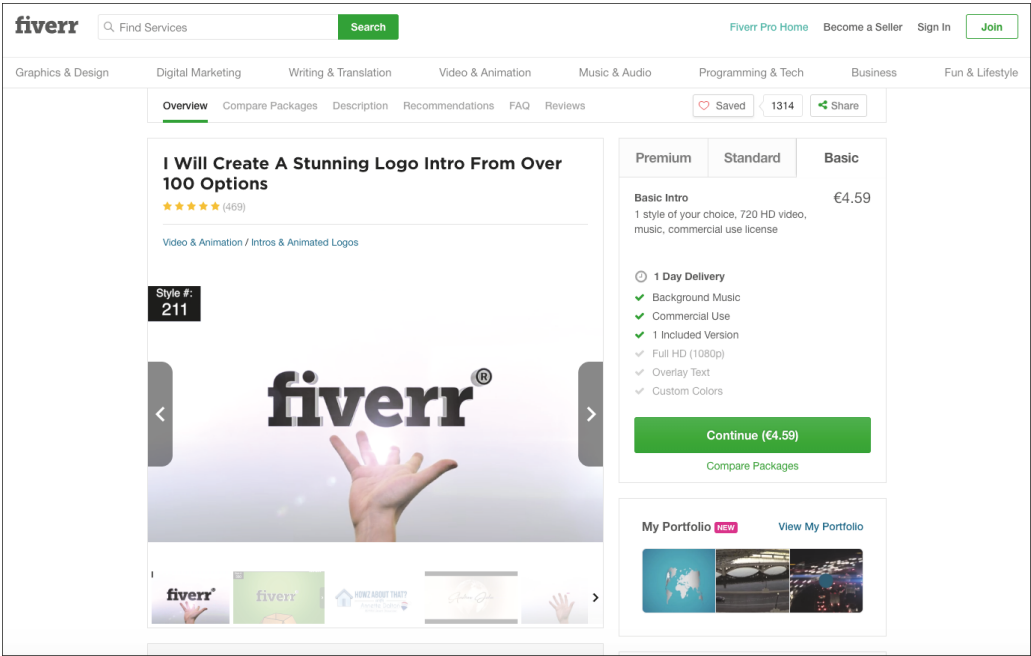 fiverr
Find Services
Search
Fiverr Pro Home
Become a Seller
Sign In
Join
Graphics & Design
Digital Marketing
Writing & Translation
Video & Animation
Music & Audio
Programming & Tech
Business
Fun & Lifestyle
Overview
Compare Packages
Description
Recommendations
FAQ
Reviews
Saved
1314
Share
I Will Create A Stunning Logo Intro From Over
100 Options
(469)
Video & Animation / Intros & Animated Logos
Style #:
211
fiverr®
fiverr®
fiverr
HOWZ ABOUT THAT?
Premium
Standard
Basic
Basic Intro
€4.59
1 style of your choice, 720 HD video,
music, commercial use license
1 Day Delivery
Background Music
Commercial Use
1 Included Version
Full HD (1080p)
Overlay Text
Custom Colors
Continue (€4.59)
Compare Packages
My Portfolio NEW
View My Portfolio